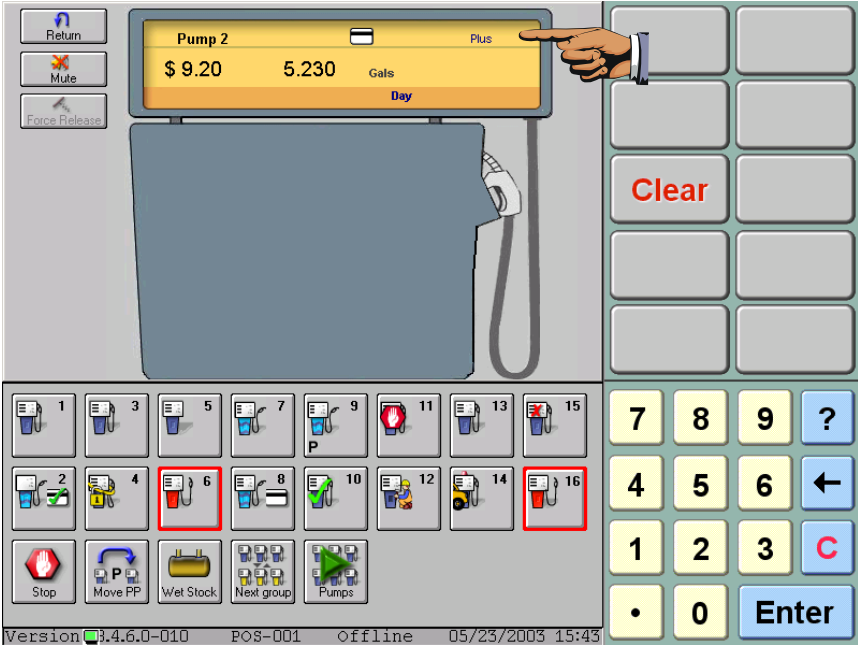 Return
Mute
Force Release
Pump 2 Plus
$ 9.20 5.230 Gals
Day
Clear
1 3 5 7 9 11 13 15
P
2 4 6 8 10 12 14 16
Stop Move PP Wet Stock Next group Pumps
P
7 8 9 ?
4 5 6 ←
1 2 3 C
• 0 Enter
Version 3.4.6.0-010 POS-001 Offline 05/23/2003 15:43